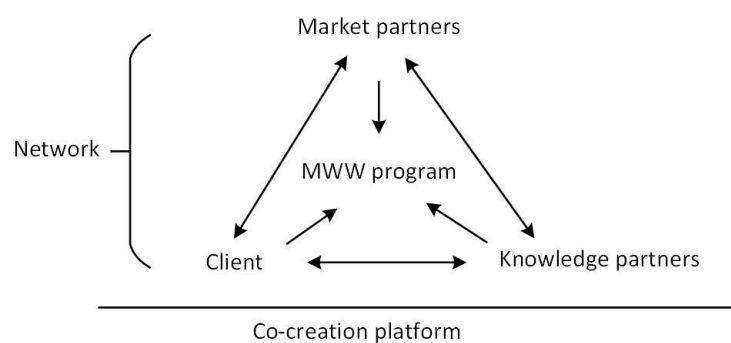 Market partners
Network
MWW program
Client
Knowledge partners
Co-creation platform